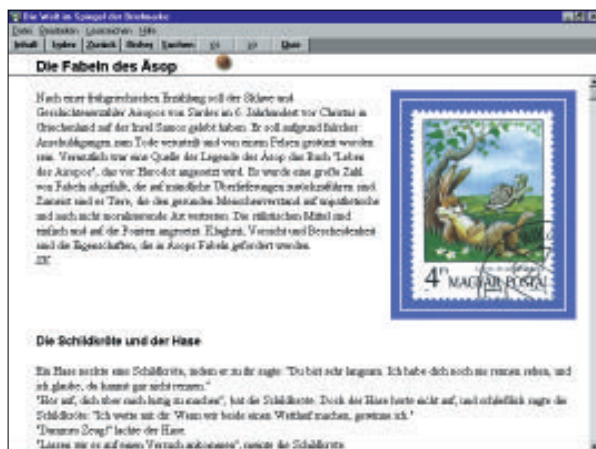 Die Welt im Spiegel der Briefmarke
Datei Bearbeiten Lesezeichen Hilfe
Inhalt Index Zurück Bisher Suchen << >> Quiz
Die Fabeln des Äsop
Nach einer frühgriechischen Erzählung soll der Sklave und
Geschichtenerzähler Aisopos von Sardes im 6. Jahrhundert vor Christus in
Griechenland auf der Insel Samos gelebt haben. Er soll aufgrund falscher
Anschuldigungen zum Tode verurteilt und von einem Felsen gestürzt worden
sein. Vermutlich war eine Quelle der Legende des Äsop das Buch "Leben
des Aisopos", das vor Herodot angesetzt wird. Es wurde eine große Zahl
von Fabeln abgefaßt, die auf mündliche Überlieferungen zurückzuführen sind.
Zumeist sind es Tiere, die den gesunden Menschenverstand auf unpathetische
und auch nicht moralisierende Art vertreten. Die stilistischen Mittel sind
einfach und auf die Pointen angesetzt. Klugheit, Vorsicht und Bescheidenheit
sind die Eigenschaften, die in Äsops Fabeln gefordert werden.
4Ft MAGYAR POSTA
Die Schildkröte und der Hase
Ein Hase neckte eine Schildkröte, indem er zu ihr sagte: "Du bist sehr langsam. Ich habe dich noch nie rennen sehen, und
ich glaube, du kannst gar nicht rennen."
"Hör auf, dich über mich lustig zu machen", bat die Schildkröte. Doch der Hase hörte nicht auf, und schließlich sagte die
Schildkröte: "Ich wette mit dir: Wenn wir beide einen Wettlauf machen, gewinne ich."
"Dummes Zeug!" lachte der Hase.
"Lassen wir es auf einen Versuch ankommen", meinte die Schildkröte.